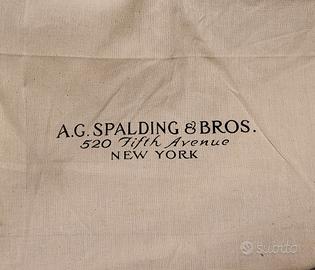 A.G. SPALDING & BROS.
520 Fifth Avenue
NEW YORK
subito